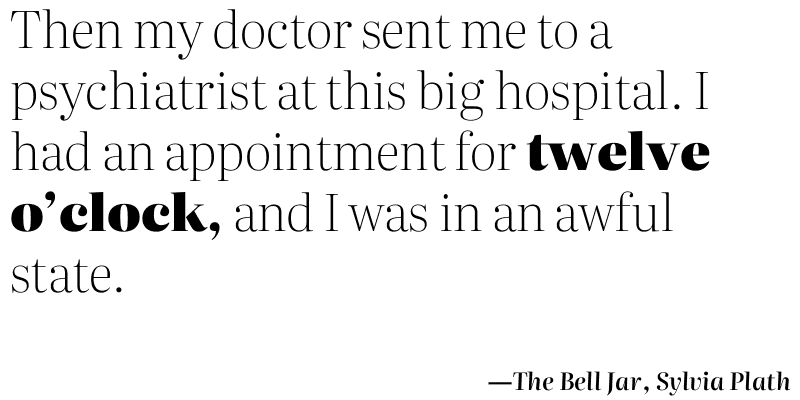 Then my doctor sent me to a
psychiatrist at this big hospital. I
had an appointment for twelve
o’clock, and I was in an awful
state.
—The Bell Jar, Sylvia Plath